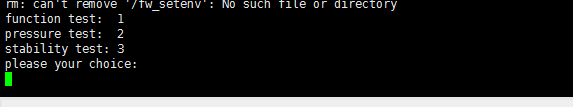 rm: can't remove '/fw_setenv': No such file or directory
function test:  1
pressure test:  2
stability test: 3
please your choice: